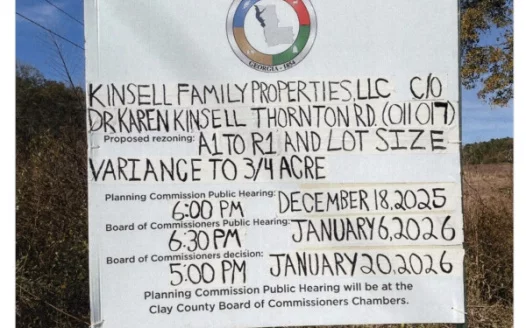 GEORGIA - 1854
KINSELL FAMILY PROPERTIES, LLC C/O
DR. KAREN KINSELL THORNTON RD. (011 017)
Proposed rezoning: A1 TO R1 AND LOT SIZE
VARIANCE TO 3/4 ACRE
Planning Commission Public Hearing:
6:00 PM DECEMBER 18, 2025
Board of Commissioners Public Hearing:
6:30 PM JANUARY 6, 2026
Board of Commissioners decision:
5:00 PM JANUARY 20, 2026
Planning Commission Public Hearing will be at the
Clay County Board of Commissioners Chambers.